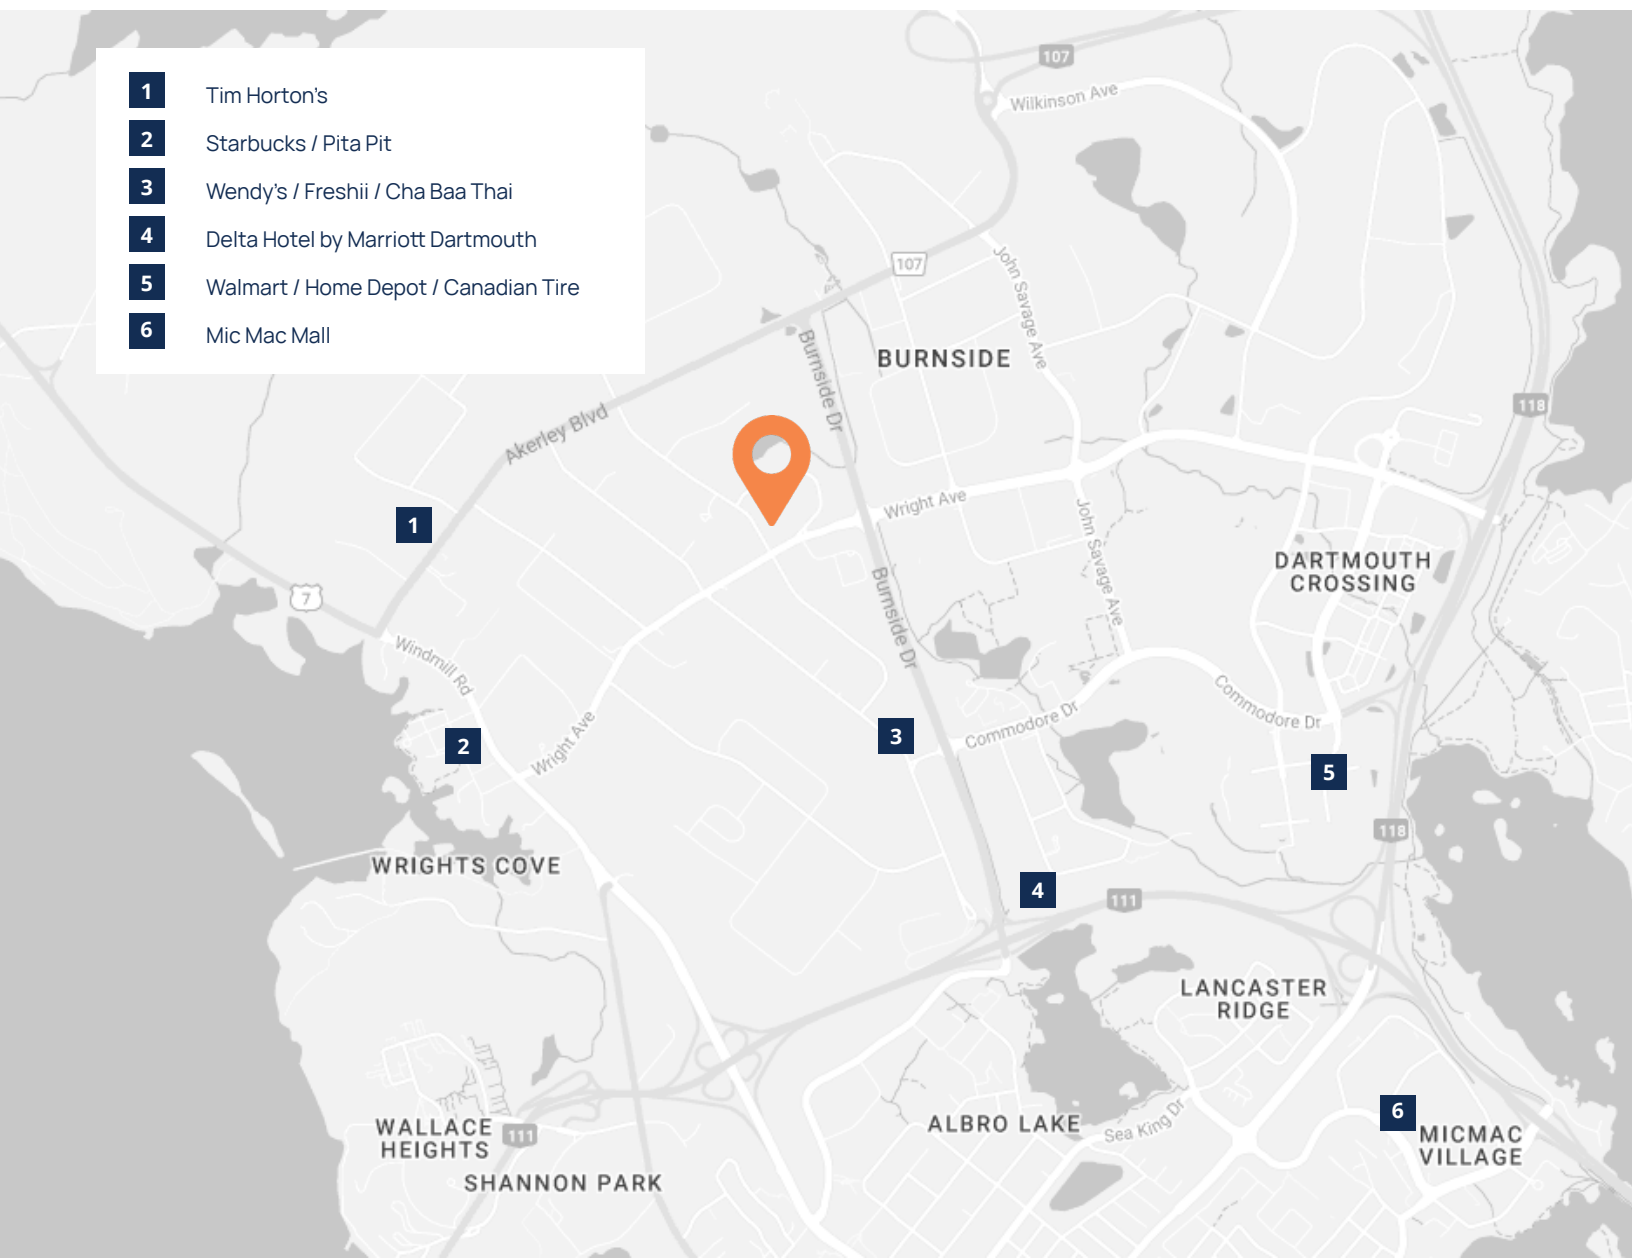 1 Tim Horton's
2 Starbucks / Pita Pit
3 Wendy's / Freshii / Cha Baa Thai
4 Delta Hotel by Marriott Dartmouth
5 Walmart / Home Depot / Canadian Tire
6 Mic Mac Mall
107
Wilkinson Ave
107
John Savage Ave
BURNSIDE
Burnside Dr
118
Akerley Blvd
Wright Ave
1
John Savage Ave
DARTMOUTH
CROSSING
7
Burnside Dr
Windmill Rd
Commodore Dr
Commodore Dr
Wright Ave
2
3
5
118
WRIGHTS COVE
4
111
LANCASTER
RIDGE
6
ALBRO LAKE
Sea King Dr
MICMAC
VILLAGE
WALLACE
HEIGHTS
111
SHANNON PARK